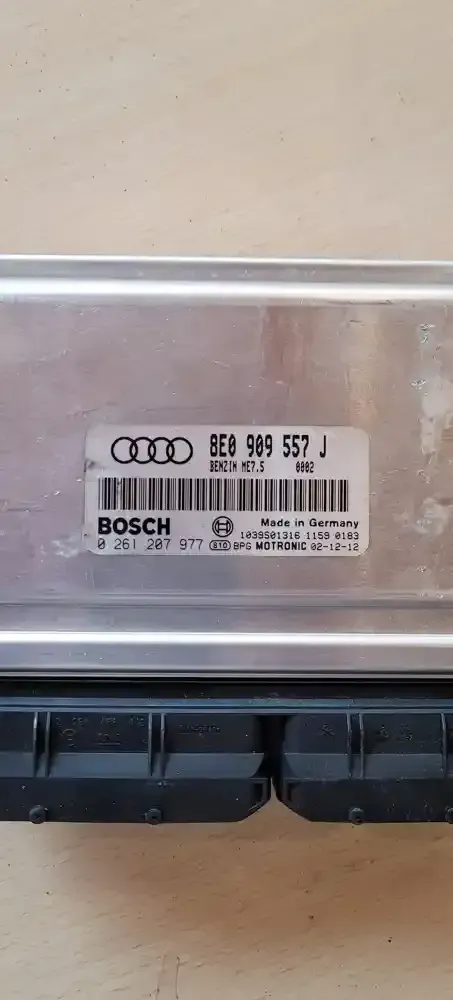 8E0 909 557 J
BENZIN ME7.5 0002
BOSCH Made in Germany
1039S01316 1159 0183
0 261 207 977 810 BPG MOTRONIC 02-12-12